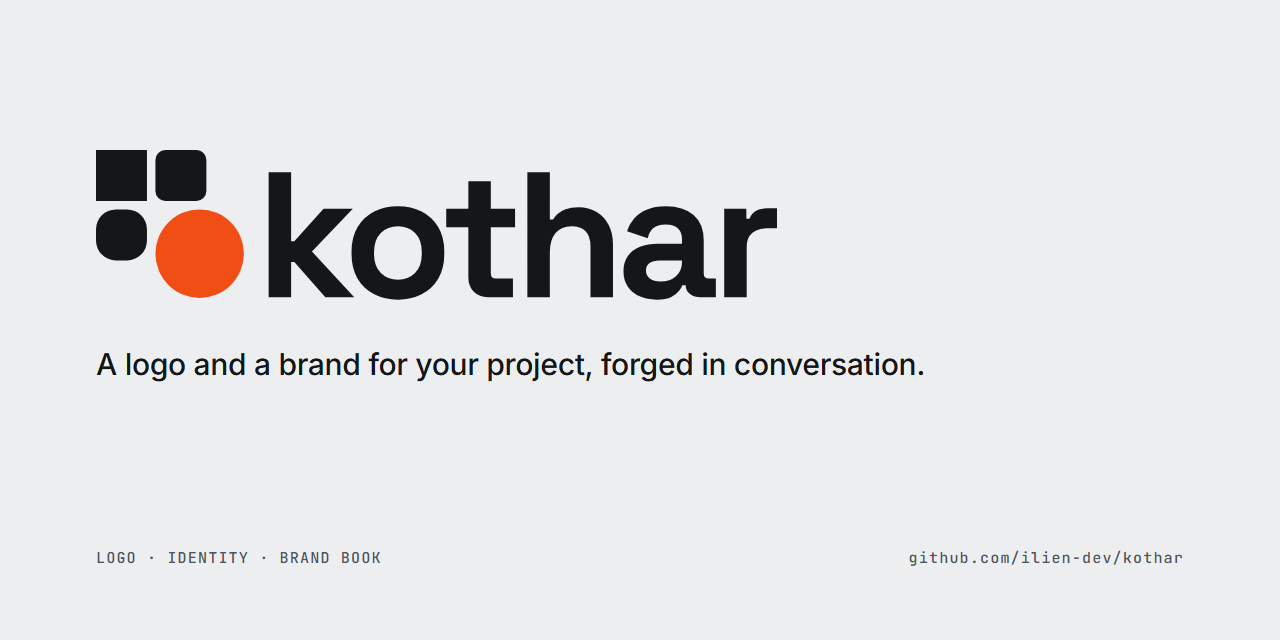 kothar
A logo and a brand for your project, forged in conversation.
LOGO · IDENTITY · BRAND BOOK
github.com/ilien-dev/kothar